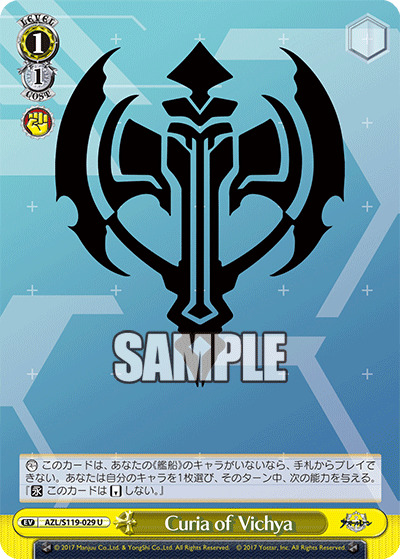 LEVEL
1
1
COST
SAMPLE
このカードは、あなたの《艦船》のキャラがいないなら、手札からプレイで
きない。あなたは自分のキャラを1枚選び、そのターン中、次の能力を与える。
『永 このカードは しない。』
EV AZL/S119-029 U Curia of Vichya
© 2017 Manjuu Co.,Ltd. & YongShi Co.,Ltd. All Rights Reserved. © 2017 Yostar, Inc. All Rights Reserved.